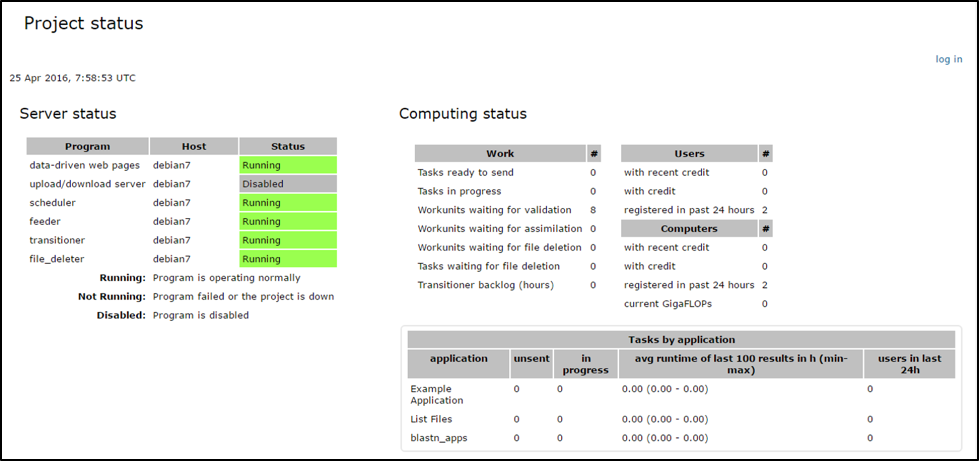 Project status
log in
25 Apr 2016, 7:58:53 UTC
Server status
Program Host Status
data-driven web pages debian7 Running
upload/download server debian7 Disabled
scheduler debian7 Running
feeder debian7 Running
transitioner debian7 Running
file_deleter debian7 Running
Running: Program is operating normally
Not Running: Program failed or the project is down
Disabled: Program is disabled
Computing status
Work #
Tasks ready to send 0
Tasks in progress 0
Workunits waiting for validation 8
Workunits waiting for assimilation 0
Workunits waiting for file deletion 0
Tasks waiting for file deletion 0
Transitioner backlog (hours) 0
Users #
with recent credit 0
with credit 0
registered in past 24 hours 2
Computers #
with recent credit 0
with credit 0
registered in past 24 hours 2
current GigaFLOPs 0
Tasks by application
application unsent in progress avg runtime of last 100 results in h (min-max) users in last 24h
Example Application 0 0 0.00 (0.00 - 0.00) 0
List Files 0 0 0.00 (0.00 - 0.00) 0
blastn_apps 0 0 0.00 (0.00 - 0.00) 0